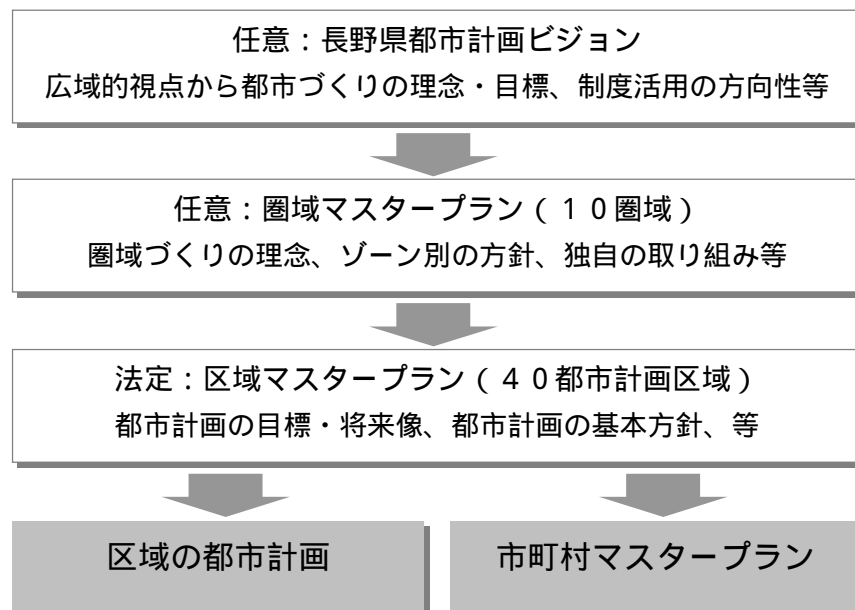 任意：長野県都市計画ビジョン
広域的視点から都市づくりの理念・目標、制度活用の方向性等
任意：圏域マスタープラン（１０圏域）
圏域づくりの理念、ゾーン別の方針、独自の取り組み等
法定：区域マスタープラン（４０都市計画区域）
都市計画の目標・将来像、都市計画の基本方針、等
区域の都市計画
市町村マスタープラン